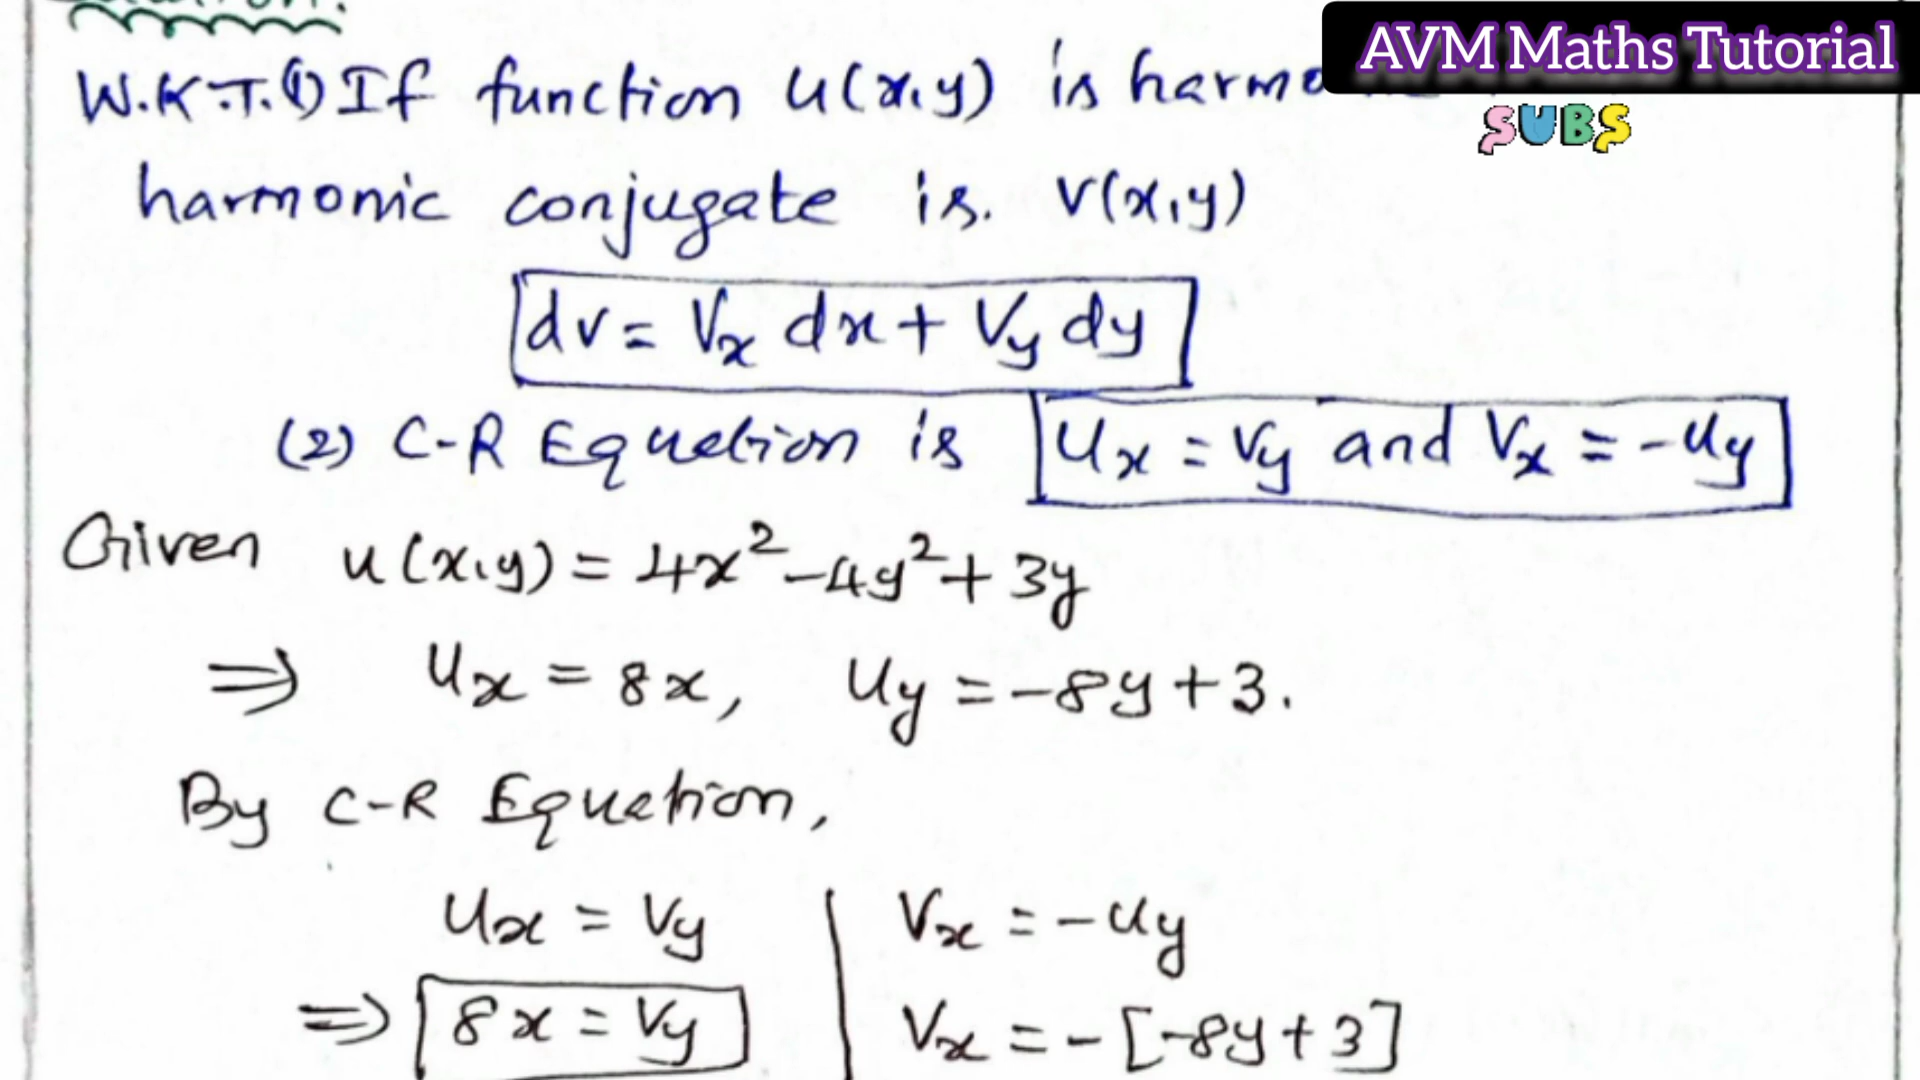 AVM Maths Tutorial
SUBS
W.K.T.(1) If function u(x,y) is harmo
harmonic conjugate is. v(x,y)
dv = Vx dx + Vy dy
(2) C-R Equation is Ux = Vy and Vx = -Uy
Given u(x,y) = 4x² - 4y² + 3y
⇒ Ux = 8x, Uy = -8y + 3.
By C-R Equation,
Ux = Vy | Vx = -Uy
⇒ 8x = Vy | Vx = -[-8y + 3]